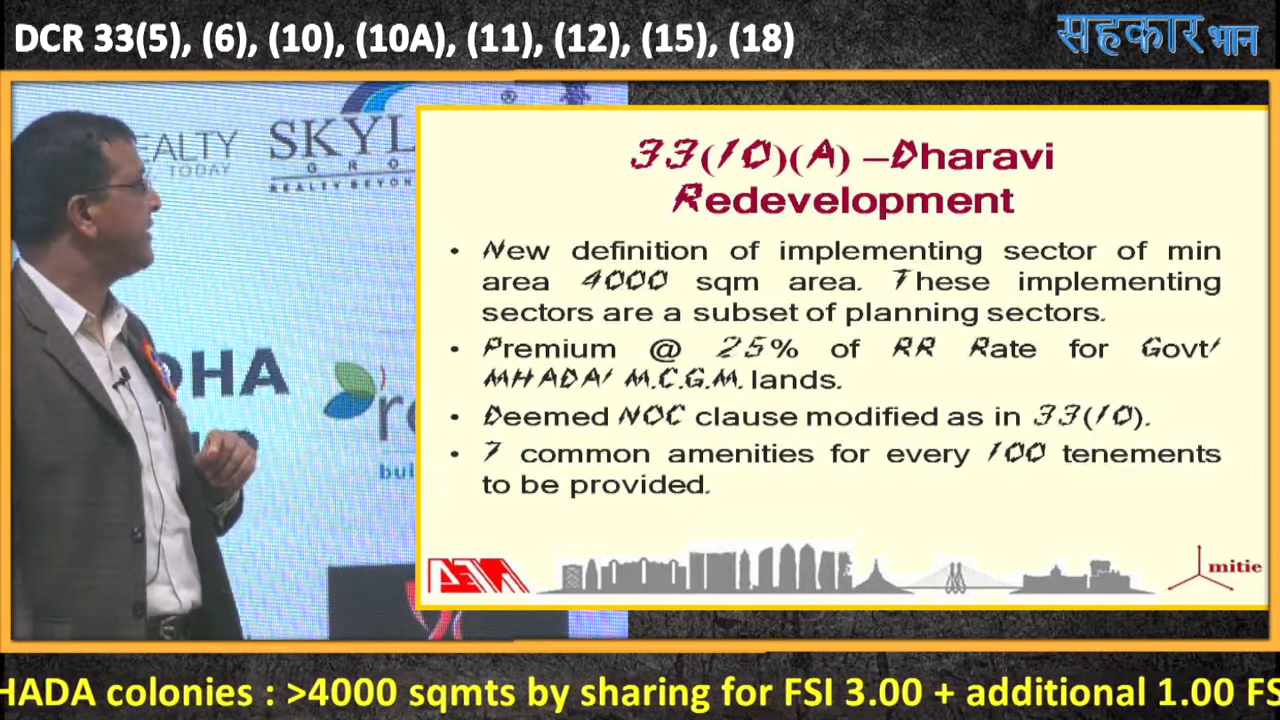 DCR 33(5), (6), (10), (10A), (11), (12), (15), (18)
सहकार भान
EALTY
TODAY
SKYL
REALTY BEYON
DHA
33(10)(A) –Dharavi
Redevelopment
• New definition of implementing sector of min
area 4000 sqm area. These implementing
sectors are a subset of planning sectors.
• Premium @ 25% of RR Rate for Govt/
MHADA/ M.C.G.M. lands.
• Deemed NOC clause modified as in 33(10).
• 7 common amenities for every 100 tenements
to be provided.
mitie
HADA colonies : >4000 sqmts by sharing for FSI 3.00 + additional 1.00 FS